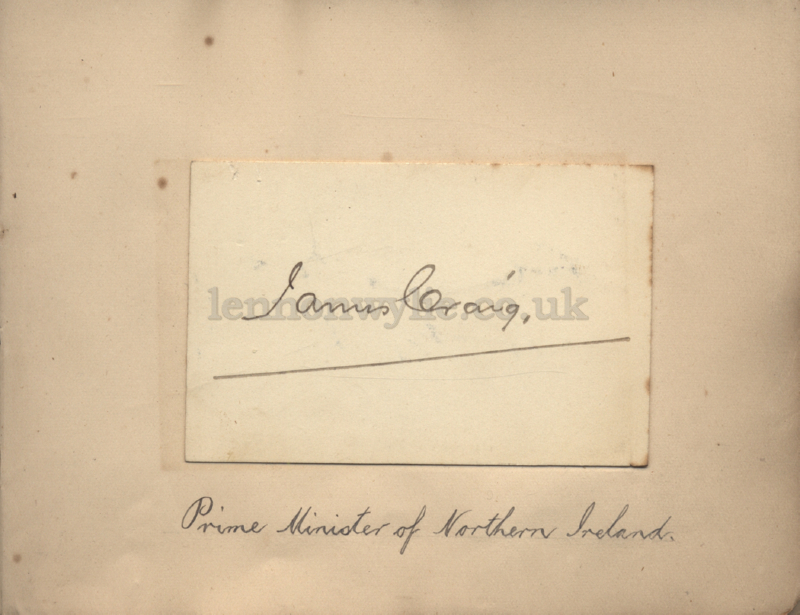 James Craig.
lennonwylie.co.uk
Prime Minister of Northern Ireland.